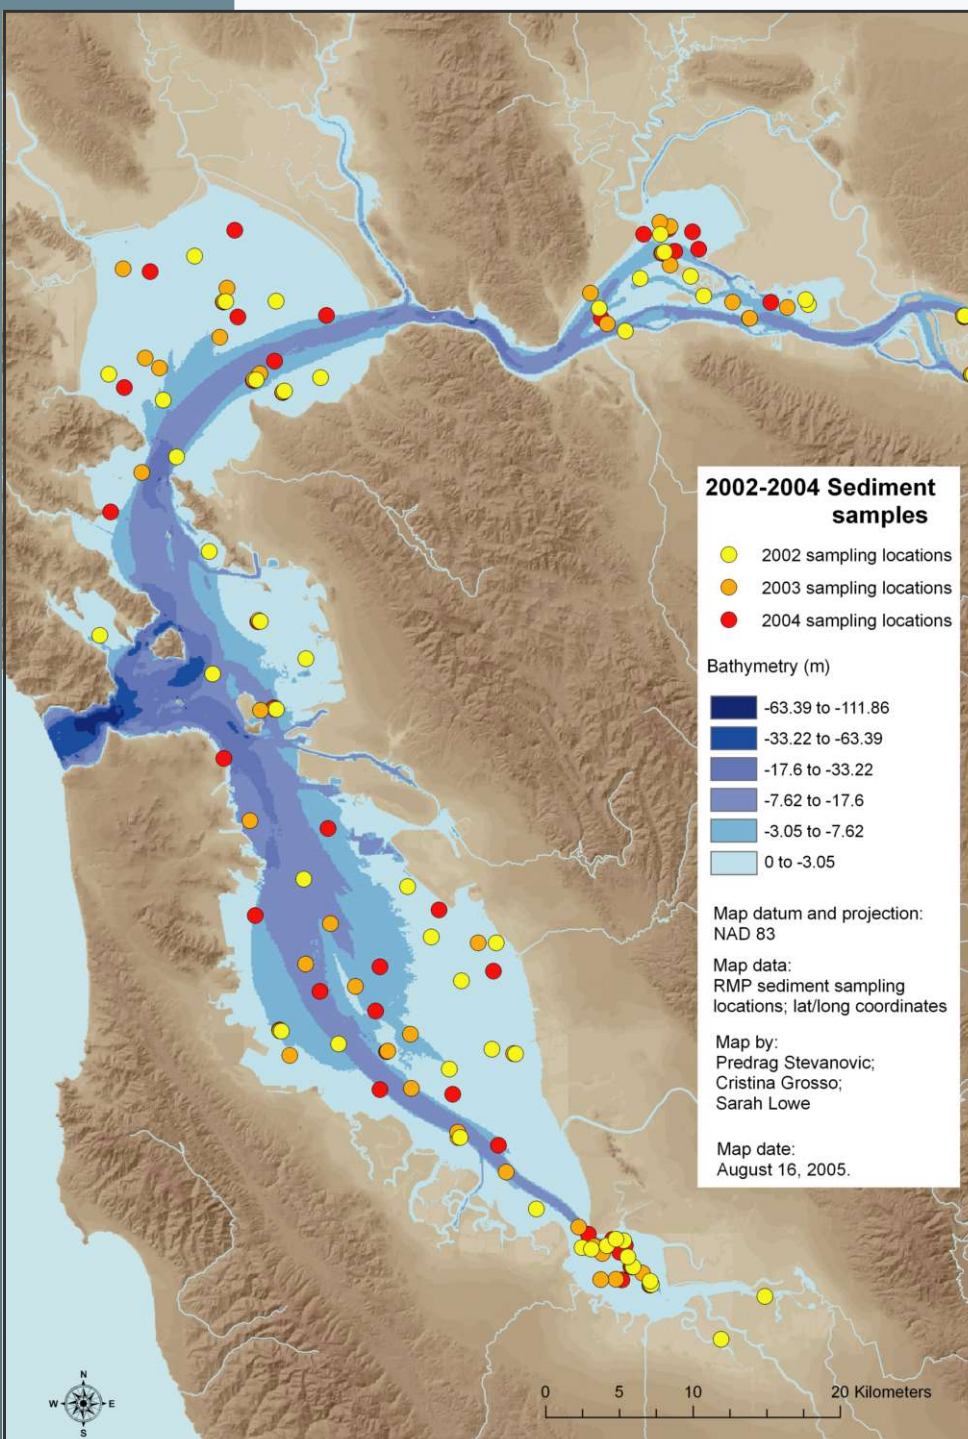 2002-2004 Sediment
samples
2002 sampling locations
2003 sampling locations
2004 sampling locations
Bathymetry (m)
-63.39 to -111.86
-33.22 to -63.39
-17.6 to -33.22
-7.62 to -17.6
-3.05 to -7.62
0 to -3.05
Map datum and projection:
NAD 83
Map data:
RMP sediment sampling
locations; lat/long coordinates
Map by:
Predrag Stevanovic;
Cristina Grosso;
Sarah Lowe
Map date:
August 16, 2005.
N
W E
S
0 5 10 20 Kilometers